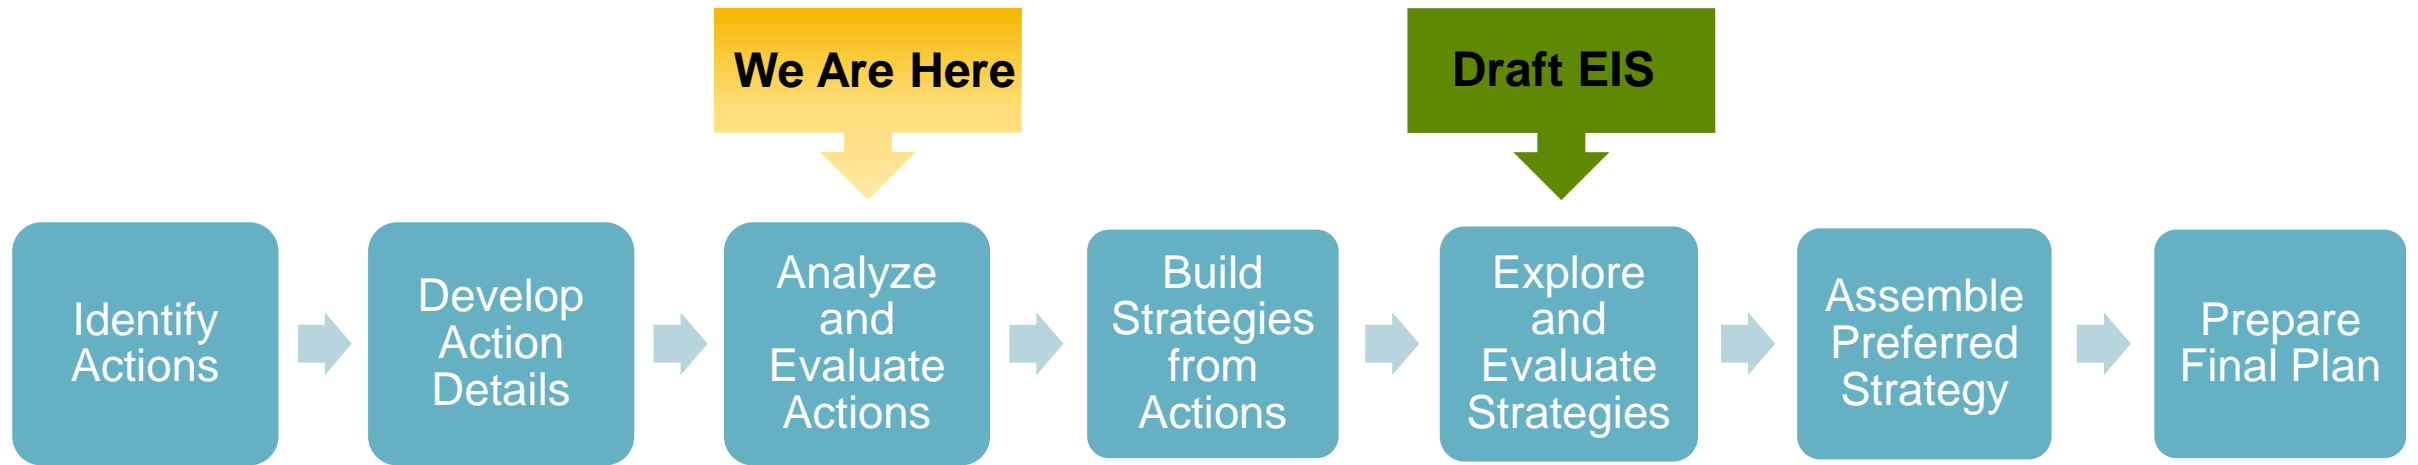 We Are Here
Draft EIS
Identify
Actions
Develop
Action
Details
Analyze
and
Evaluate
Actions
Build
Strategies
from
Actions
Explore
and
Evaluate
Strategies
Assemble
Preferred
Strategy
Prepare
Final Plan